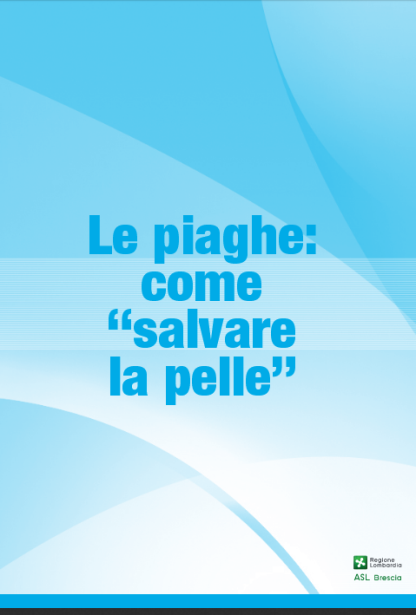 Le piaghe:
come
“salvare
la pelle”
Regione
Lombardia
ASL Brescia